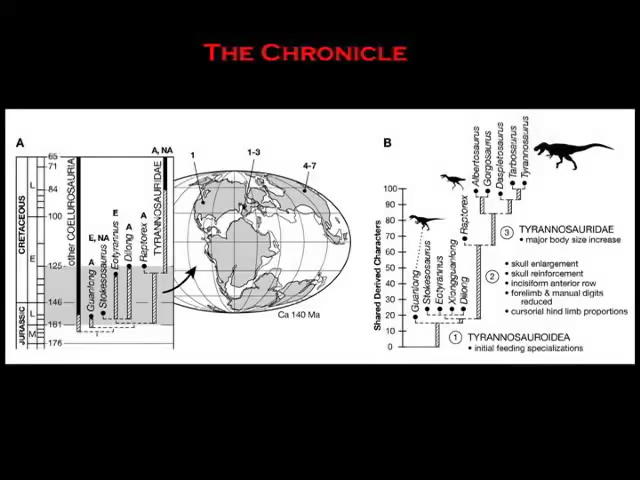 THE CHRONICLE
A
A, NA
65
71
84
100
125
146
161
176
CRETACEOUS
JURASSIC
L
E
L
M
other COELUROSAURIA
E, NA
A
Guanlong
Stokesosaurus
E
Eotyrannus
A
Dilong
A
Raptorex
TYRANNOSAURIDAE
1
1-3
4-7
Ca 140 Ma
B
Shared Derived Characters
100
90
80
70
60
50
40
30
20
10
0
Guanlong
Stokesosaurus
Eotyrannus
Xiongguanlong
Dilong
Raptorex
Albertosaurus
Gorgosaurus
Daspletosaurus
Tarbosaurus
Tyrannosaurus
3 TYRANNOSAURIDAE
• major body size increase
2
• skull enlargement
• skull reinforcement
• incisiform anterior row
• forelimb & manual digits
reduced
• cursorial hind limb proportions
1 TYRANNOSAUROIDEA
• initial feeding specializations